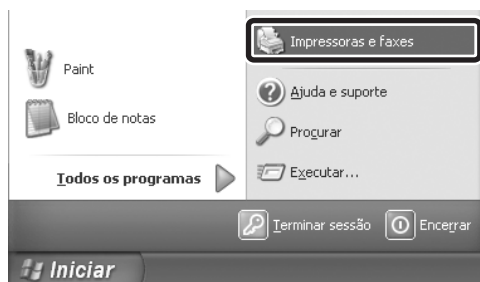 Paint
Bloco de notas
Todos os programas
Impressoras e faxes
Ajuda e suporte
Procurar
Executar...
Terminar sessão
Encerrar
Iniciar